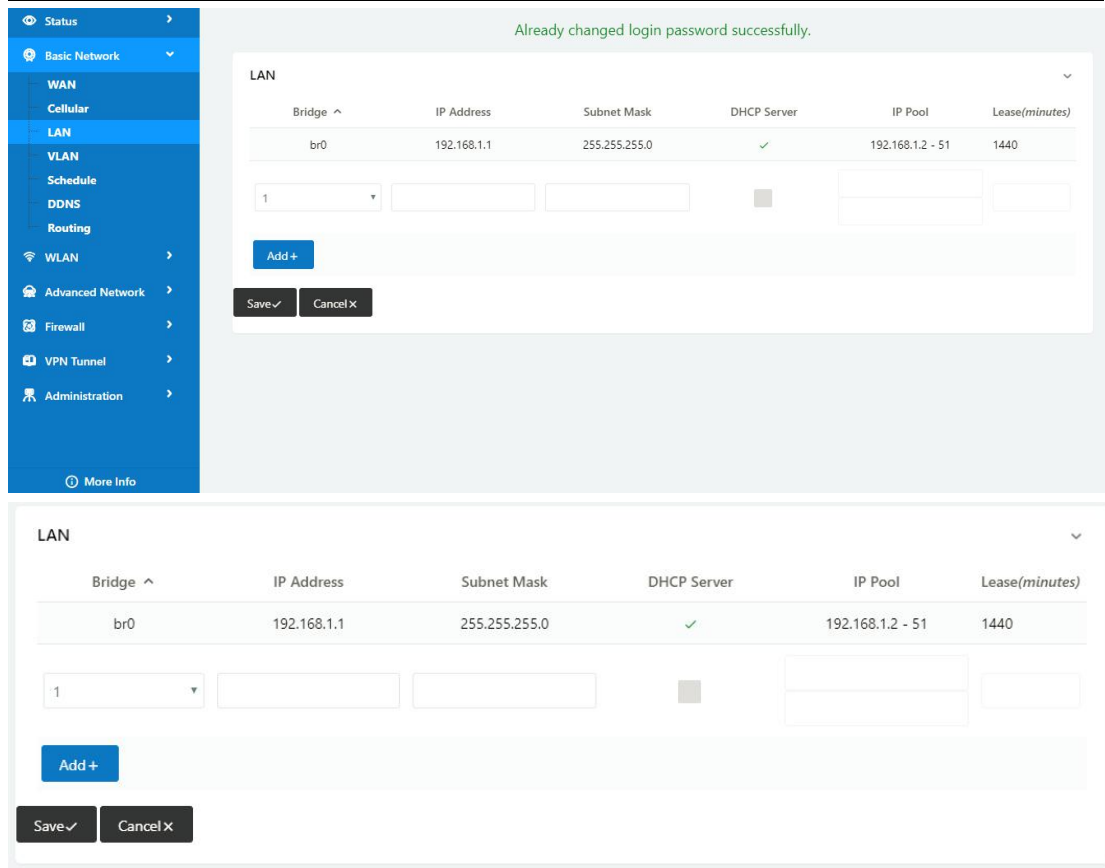 Status
Basic Network
WAN
Cellular
LAN
VLAN
Schedule
DDNS
Routing
WLAN
Advanced Network
Firewall
VPN Tunnel
Administration
More Info
Already changed login password successfully.
LAN
Bridge IP Address Subnet Mask DHCP Server IP Pool Lease(minutes)
br0 192.168.1.1 255.255.255.0 192.168.1.2 - 51 1440
1
Add+
Save Cancel
LAN
Bridge IP Address Subnet Mask DHCP Server IP Pool Lease(minutes)
br0 192.168.1.1 255.255.255.0 192.168.1.2 - 51 1440
1
Add+
Save Cancel